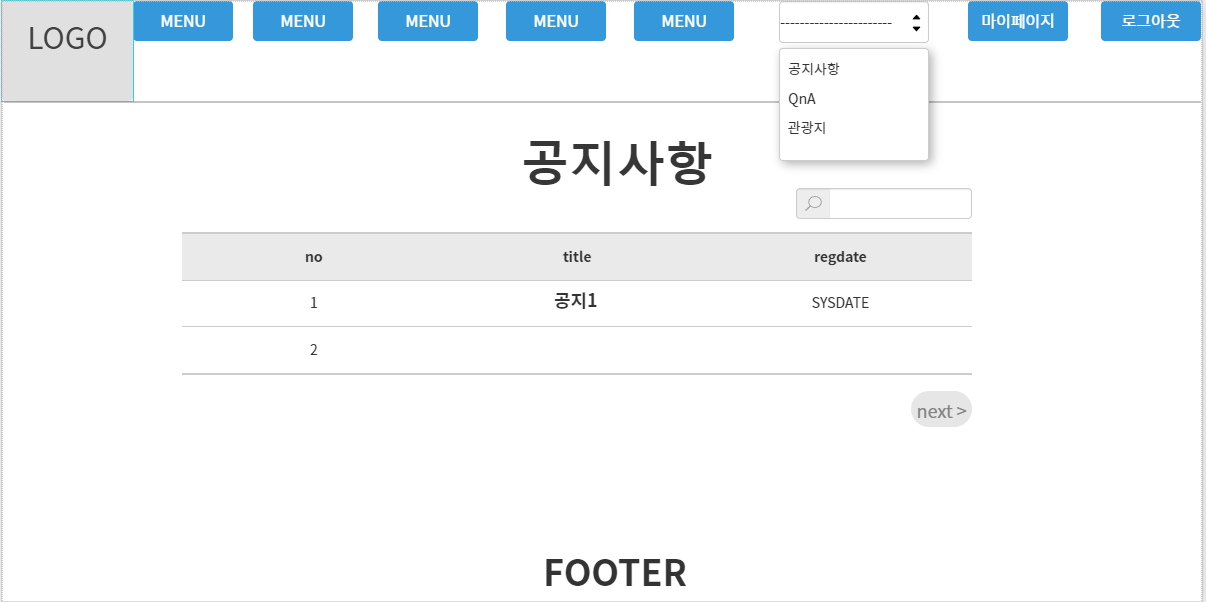 LOGO
MENU MENU MENU MENU MENU ----------------------- 마이페이지 로그아웃
공지사항
QnA
관광지
공지사항
no title regdate
1 공지1 SYSDATE
2
next >
FOOTER